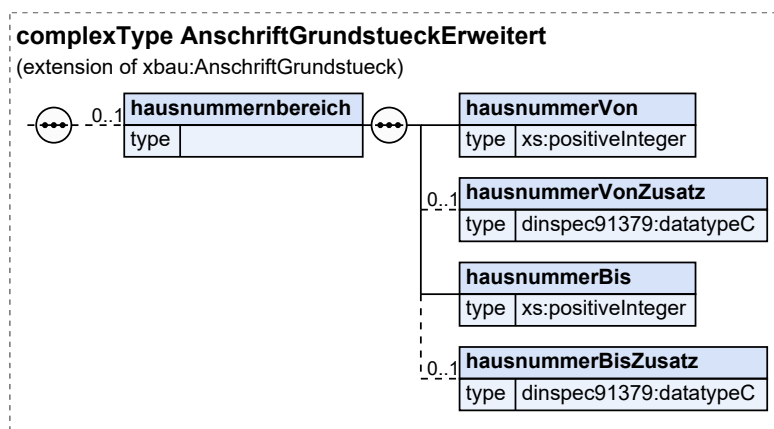 complexType AnschriftGrundstueckErweitert
(extension of xbau:AnschriftGrundstueck)
0..1
hausnummernbereich
type
hausnummerVon
type xs:positiveInteger
0..1
hausnummerVonZusatz
type dinspec91379:datatypeC
hausnummerBis
type xs:positiveInteger
0..1
hausnummerBisZusatz
type dinspec91379:datatypeC